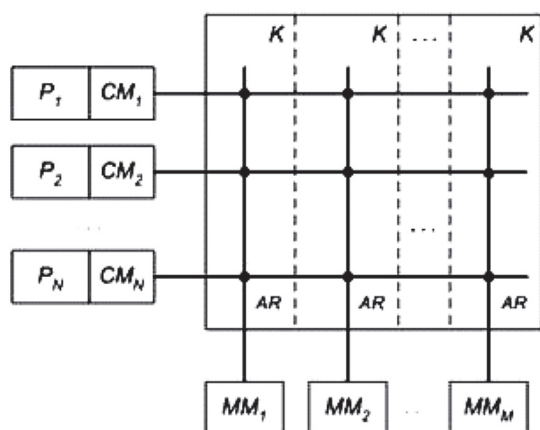 K K ... K
P1 CM1
P2 CM2
...
...
PN CMN
AR AR AR
MM1 MM2 ... MMM